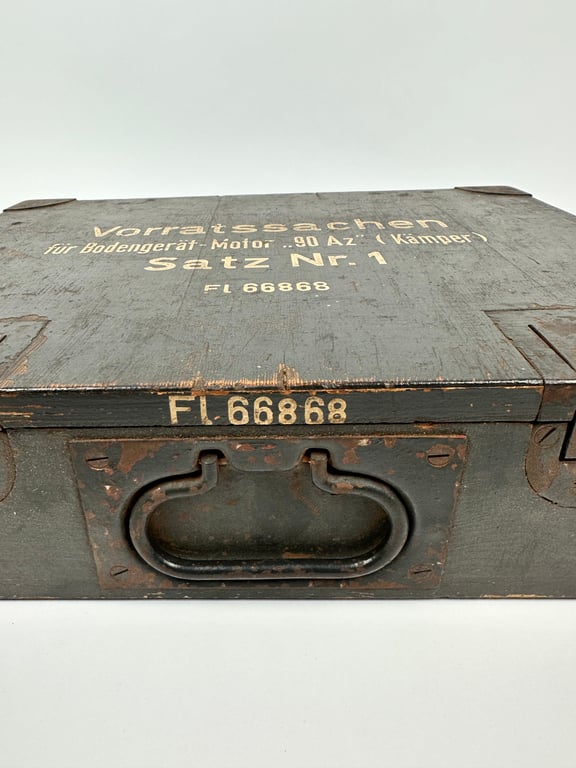 Vorratssachen
für Bodengerät-Motor „90 Az" (Kämper)
Satz Nr. 1
Fl 66868
Fl 66868